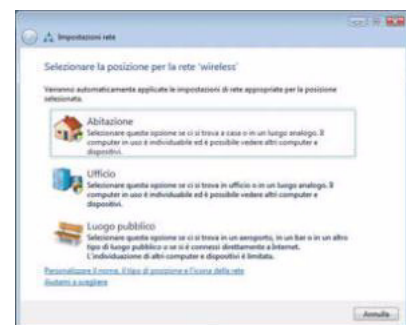 Impostazioni rete
Selezionare la posizione per la rete 'wireless'
Verranno automaticamente applicate le impostazioni di rete appropriate per la posizione
selezionata.
Abitazione
Selezionare questa opzione se ci si trova a casa o in un luogo analogo. Il
computer in uso è individuabile ed è possibile vedere altri computer e
dispositivi.
Ufficio
Selezionare questa opzione se ci si trova in ufficio o in un luogo analogo. Il
computer in uso è individuabile ed è possibile vedere altri computer e
dispositivi.
Luogo pubblico
Selezionare questa opzione se ci si trova in un aeroporto, in un bar o in un altro
tipo di luogo pubblico o se si è connessi direttamente a Internet.
L'individuazione di altri computer e dispositivi è limitata.
Personalizzare il nome, il tipo di posizione e l'icona della rete
Aiutami a scegliere
Annulla